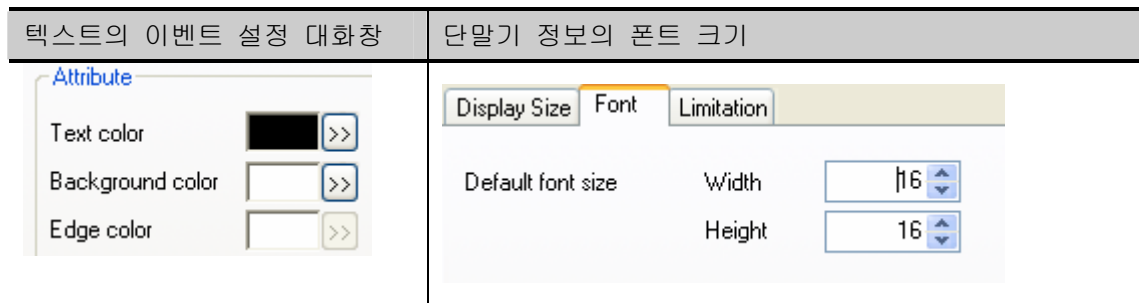 텍스트의 이벤트 설정 대화창
단말기 정보의 폰트 크기
Attribute
Text color >>
Background color >>
Edge color >>
Display Size Font Limitation
Default font size Width 16
Height 16